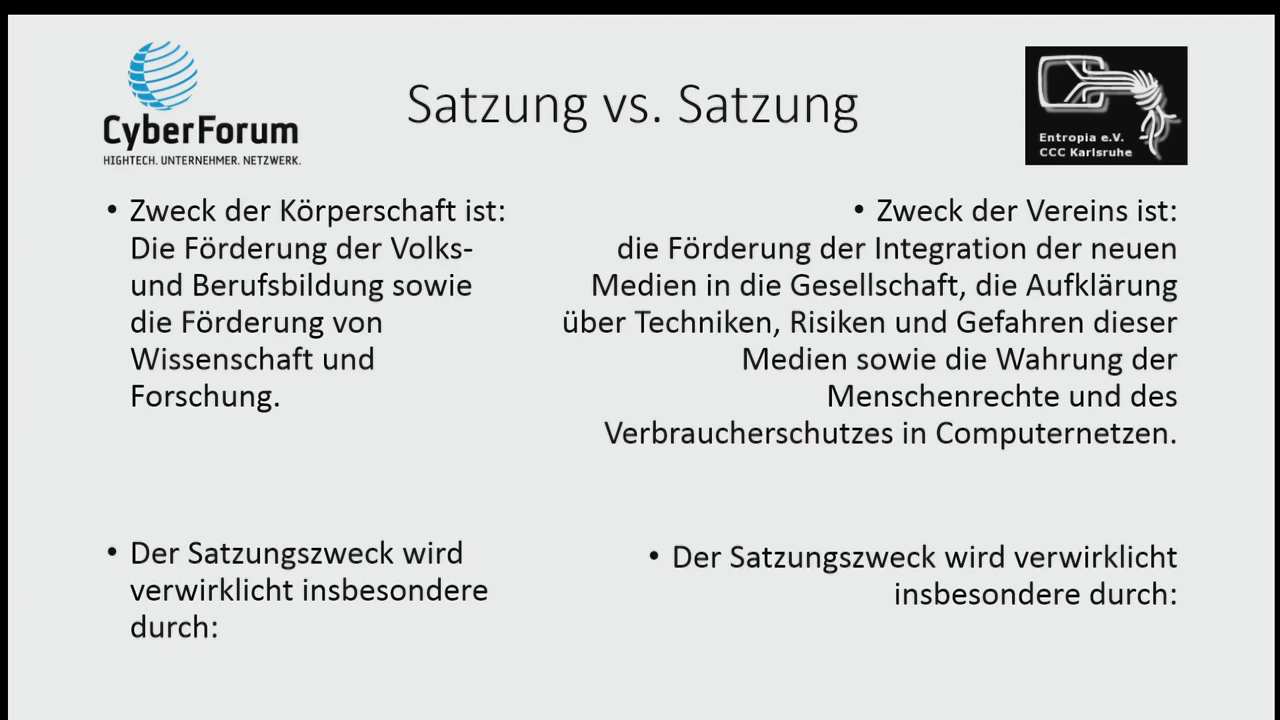 CyberForum
HIGHTECH. UNTERNEHMER. NETZWERK.
Satzung vs. Satzung
Entropia e.V.
CCC Karlsruhe
• Zweck der Körperschaft ist:
Die Förderung der Volks-
und Berufsbildung sowie
die Förderung von
Wissenschaft und
Forschung.
• Der Satzungszweck wird
verwirklicht insbesondere
durch:
• Zweck der Vereins ist:
die Förderung der Integration der neuen
Medien in die Gesellschaft, die Aufklärung
über Techniken, Risiken und Gefahren dieser
Medien sowie die Wahrung der
Menschenrechte und des
Verbraucherschutzes in Computernetzen.
• Der Satzungszweck wird verwirklicht
insbesondere durch: